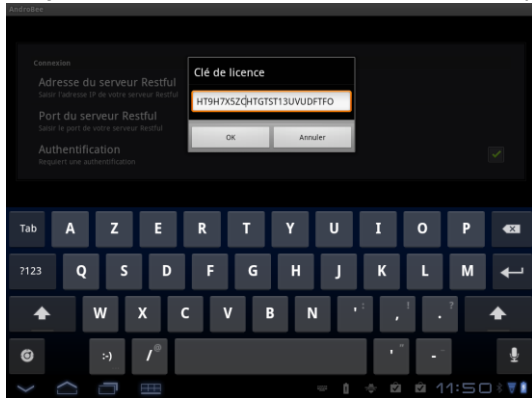 AndroBee
Connexion
Adresse du serveur Restful
Saisir l'adresse IP de votre serveur Restful
Port du serveur Restful
Saisir le port de votre serveur Restful
Authentification
Requiert une authentification
Clé de licence
HT9H7X5ZCHTGTST13UVUDFTFO
OK Annuler
Tab A Z E R T Y U I O P
?123 Q S D F G H J K L M
W X C V B N ' : , ! . ?
:-) / @ ' " - _
11:50